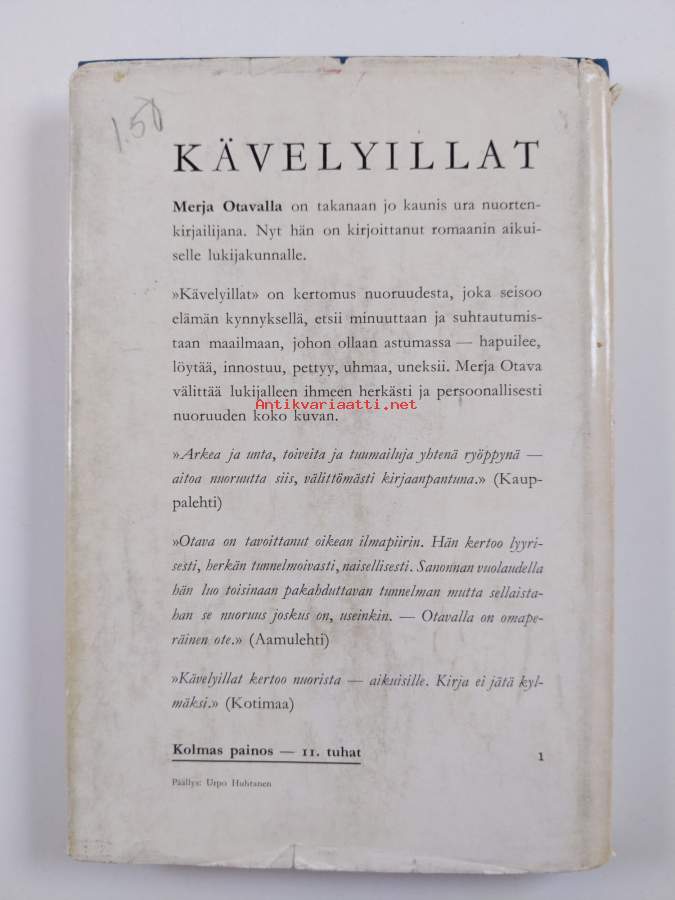 1.50
KÄVELYILLAT
Merja Otavalla on takanaan jo kaunis ura nuorten-
kirjailijana. Nyt hän on kirjoittanut romaanin aikui-
selle lukijakunnalle.
»Kävelyillat» on kertomus nuoruudesta, joka seisoo
elämän kynnyksellä, etsii minuuttaan ja suhtautumis-
taan maailmaan, johon ollaan astumassa — hapuilee,
löytää, innostuu, pettyy, uhmaa, uneksii. Merja Otava
välittää lukijalleen ihmeen herkästi ja persoonallisesti
Antikvariaatti.net
nuoruuden koko kuvan.
»Arkea ja unta, toiveita ja tuumailuja yhtenä ryöppynä —
aitoa nuoruutta siis, välittömästi kirjaanpantuna.» (Kaup-
palehti)
»Otava on tavoittanut oikean ilmapiirin. Hän kertoo lyyri-
sesti, herkän tunnelmoivasti, naisellisesti. Sanonnan vuolaudella
hän luo toisinaan pakahduttavan tunnelman mutta sellaista-
han se nuoruus joskus on, useinkin. — Otavalla on omape-
räinen ote.» (Aamulehti)
»Kävelyillat kertoo nuorista — aikuisille. Kirja ei jätä kyl-
mäksi.» (Kotimaa)
Kolmas painos — 11. tuhat
1
Päällys: Urpo Huhtanen